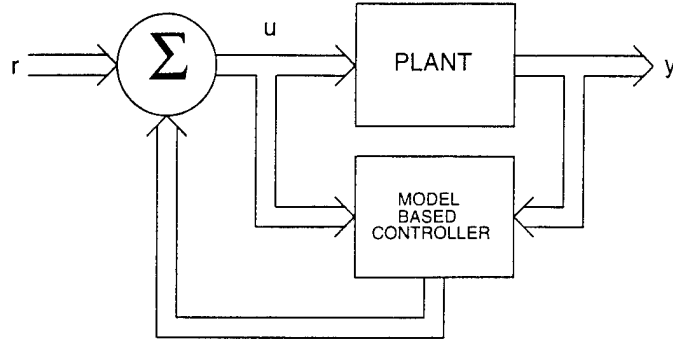 u
r
Σ
PLANT
y
MODEL
BASED
CONTROLLER